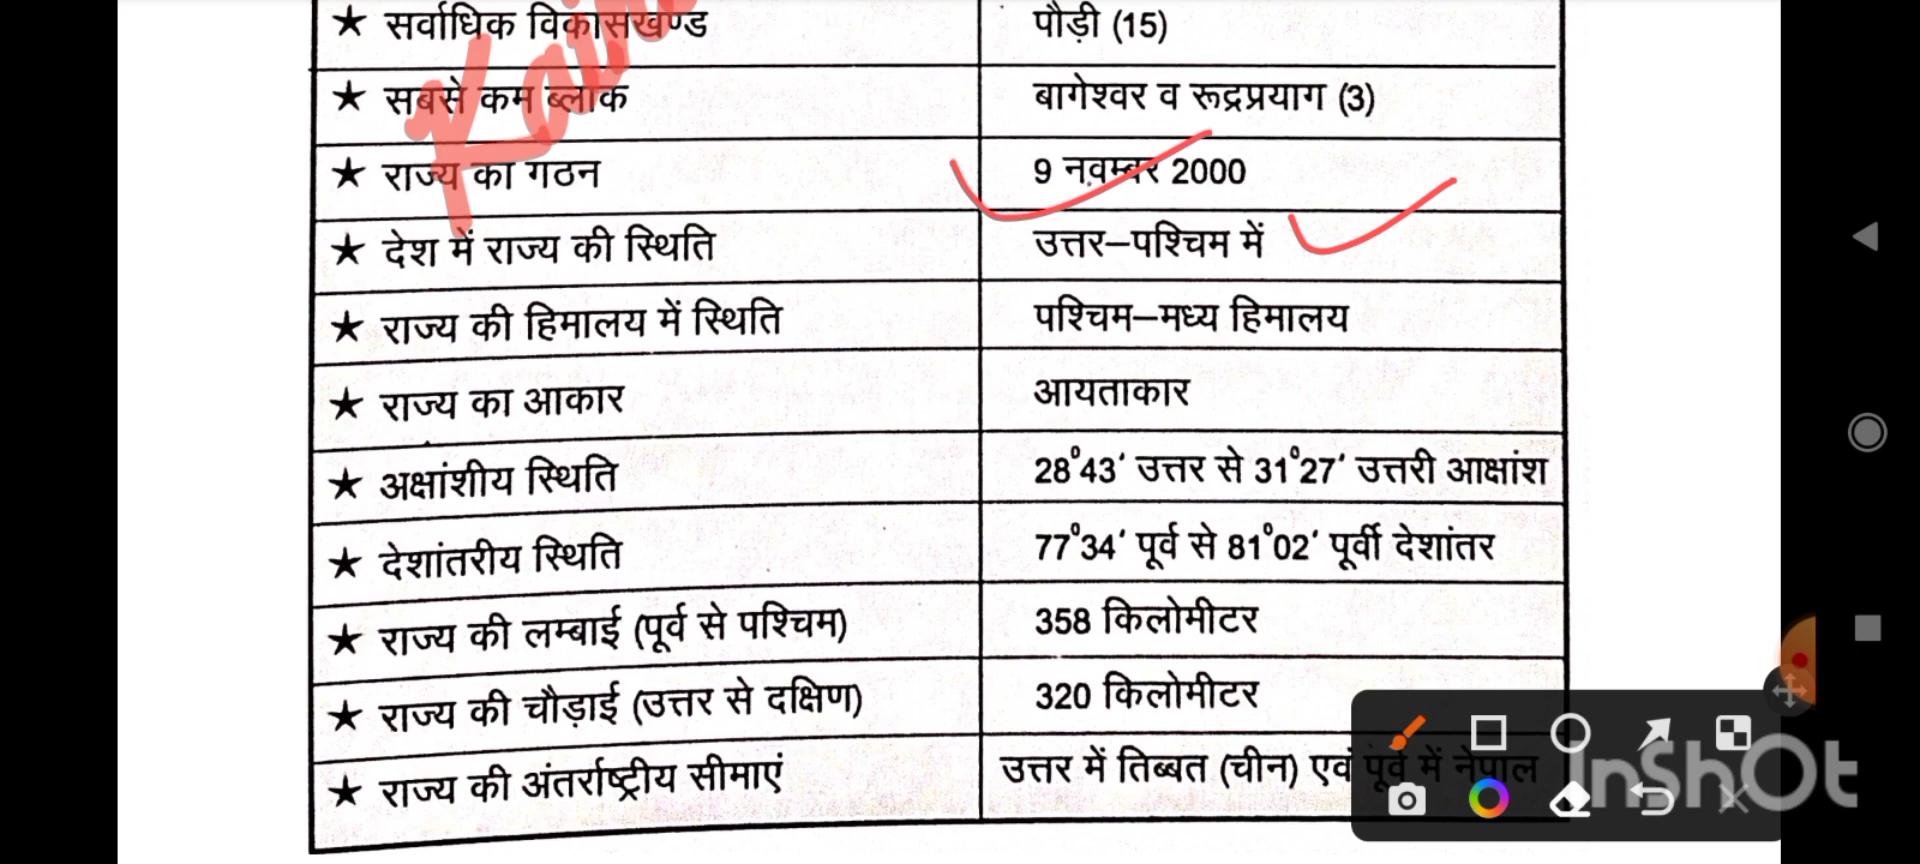 ★ सर्वाधिक विकासखण्ड पौड़ी (15)
★ सबसे कम ब्लॉक बागेश्वर व रूद्रप्रयाग (3)
★ राज्य का गठन 9 नवम्बर 2000
★ देश में राज्य की स्थिति उत्तर–पश्चिम में
★ राज्य की हिमालय में स्थिति पश्चिम–मध्य हिमालय
★ राज्य का आकार आयताकार
★ अक्षांशीय स्थिति 28°43' उत्तर से 31°27' उत्तरी आक्षांश
★ देशांतरीय स्थिति 77°34' पूर्व से 81°02' पूर्वी देशांतर
★ राज्य की लम्बाई (पूर्व से पश्चिम) 358 किलोमीटर
★ राज्य की चौड़ाई (उत्तर से दक्षिण) 320 किलोमीटर
★ राज्य की अंतर्राष्ट्रीय सीमाएं उत्तर में तिब्बत (चीन) एवं पूर्व में नेपाल
InShOt